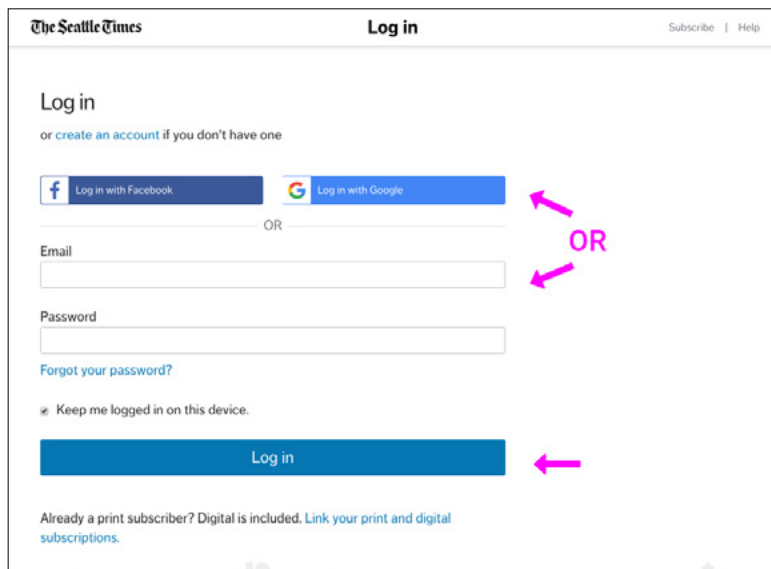 The Seattle Times Log in Subscribe | Help
Log in
or create an account if you don't have one
Log in with Facebook Log in with Google
OR
OR
Email
Password
Forgot your password?
Keep me logged in on this device.
Log in
Already a print subscriber? Digital is included. Link your print and digital
subscriptions.